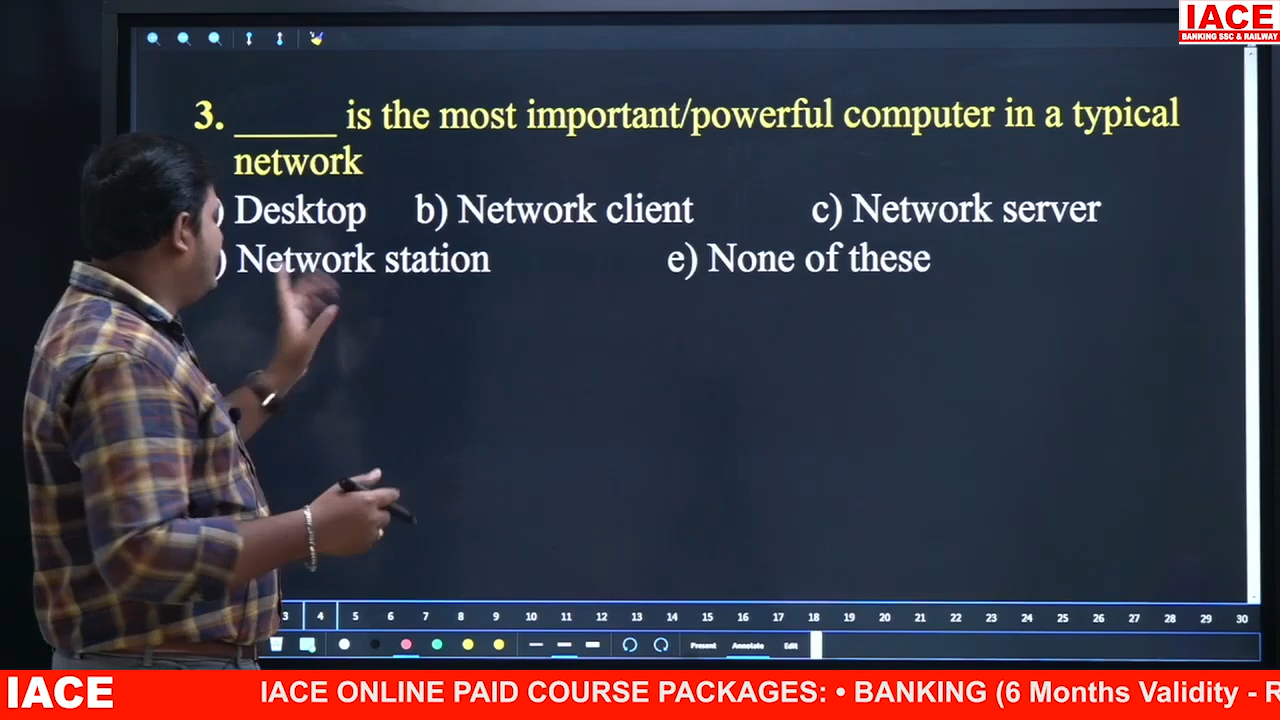 IACE
BANKING SSC & RAILWAY
3. _____ is the most important/powerful computer in a typical
network
) Desktop b) Network client c) Network server
) Network station e) None of these
3 4 5 6 7 8 9 10 11 12 13 14 15 16 17 18 19 20 21 22 23 24 25 26 27 28 29 30
Present Annotate Edit
IACE IACE ONLINE PAID COURSE PACKAGES: • BANKING (6 Months Validity - R